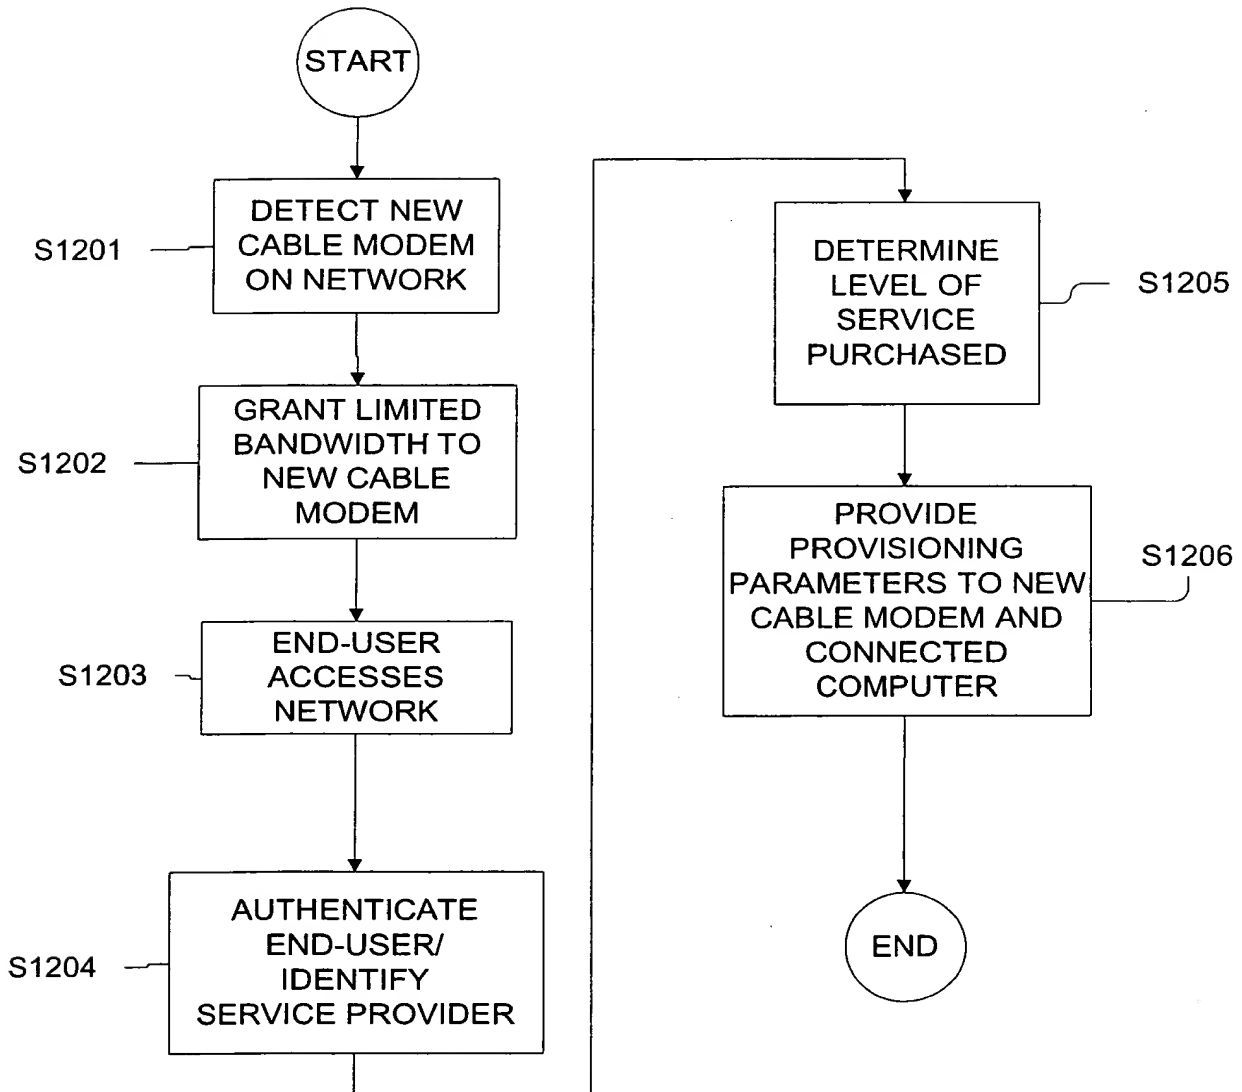 START
S1201
DETECT NEW
CABLE MODEM
ON NETWORK
S1202
GRANT LIMITED
BANDWIDTH TO
NEW CABLE
MODEM
S1203
END-USER
ACCESSES
NETWORK
S1204
AUTHENTICATE
END-USER/
IDENTIFY
SERVICE PROVIDER
DETERMINE
LEVEL OF
SERVICE
PURCHASED
S1205
PROVIDE
PROVISIONING
PARAMETERS TO NEW
CABLE MODEM AND
CONNECTED
COMPUTER
S1206
END